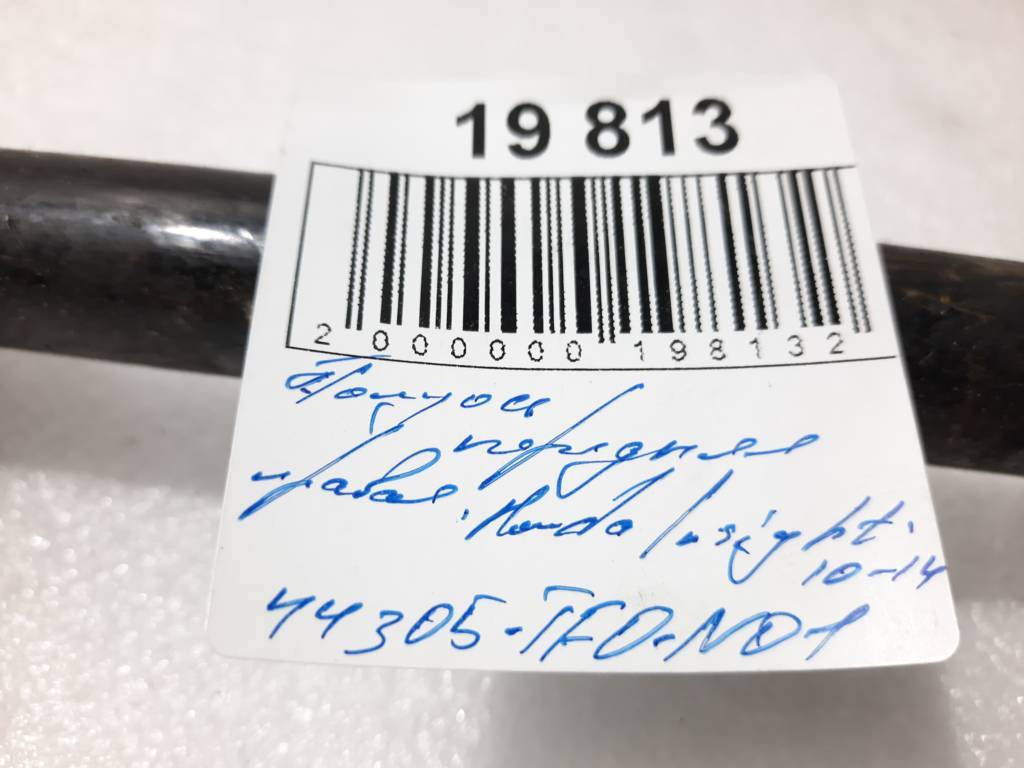 19 813
2 000000 198132
Полуось
передняя
правая. Honda Insight.
10-14
44305-TF0-N01